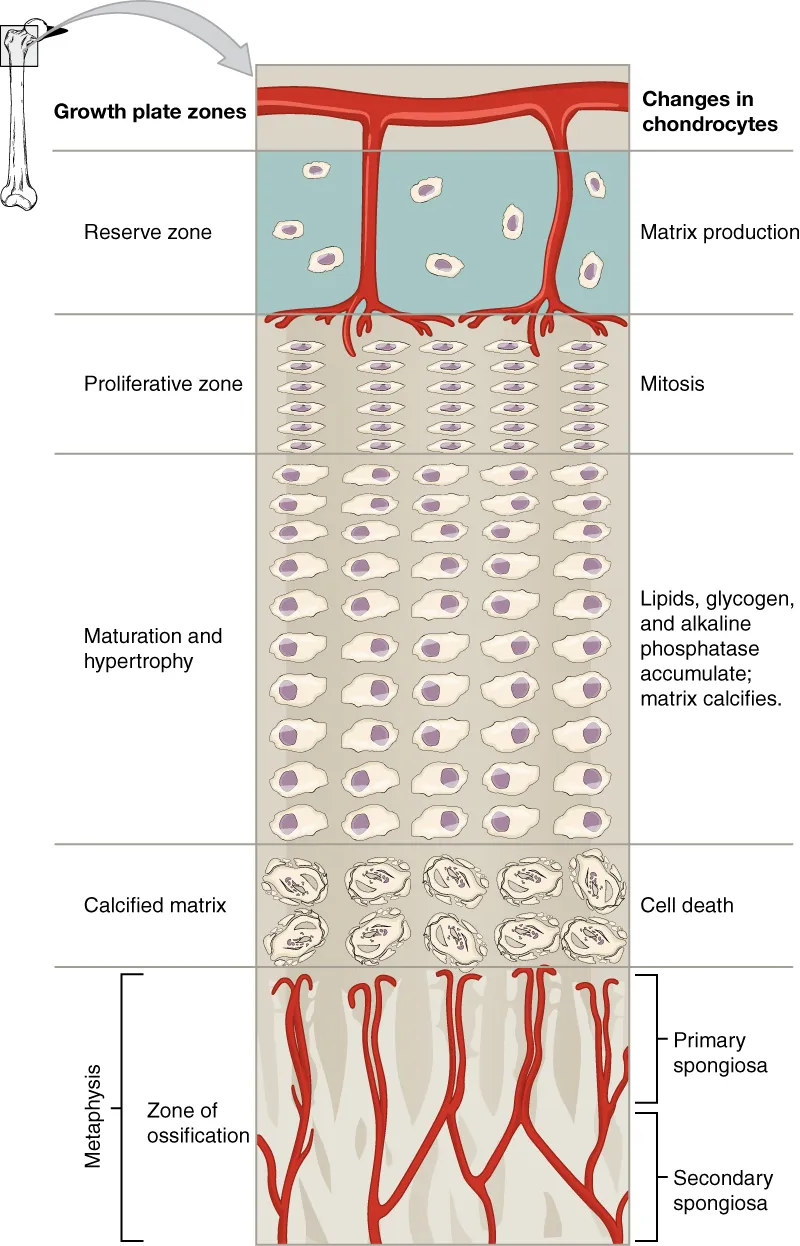 Growth plate zones
Changes in
chondrocytes
Reserve zone
Matrix production
Proliferative zone
Mitosis
Maturation and
hypertrophy
Lipids, glycogen,
and alkaline
phosphatase
accumulate;
matrix calcifies.
Calcified matrix
Cell death
Metaphysis
Zone of
ossification
Primary
spongiosa
Secondary
spongiosa